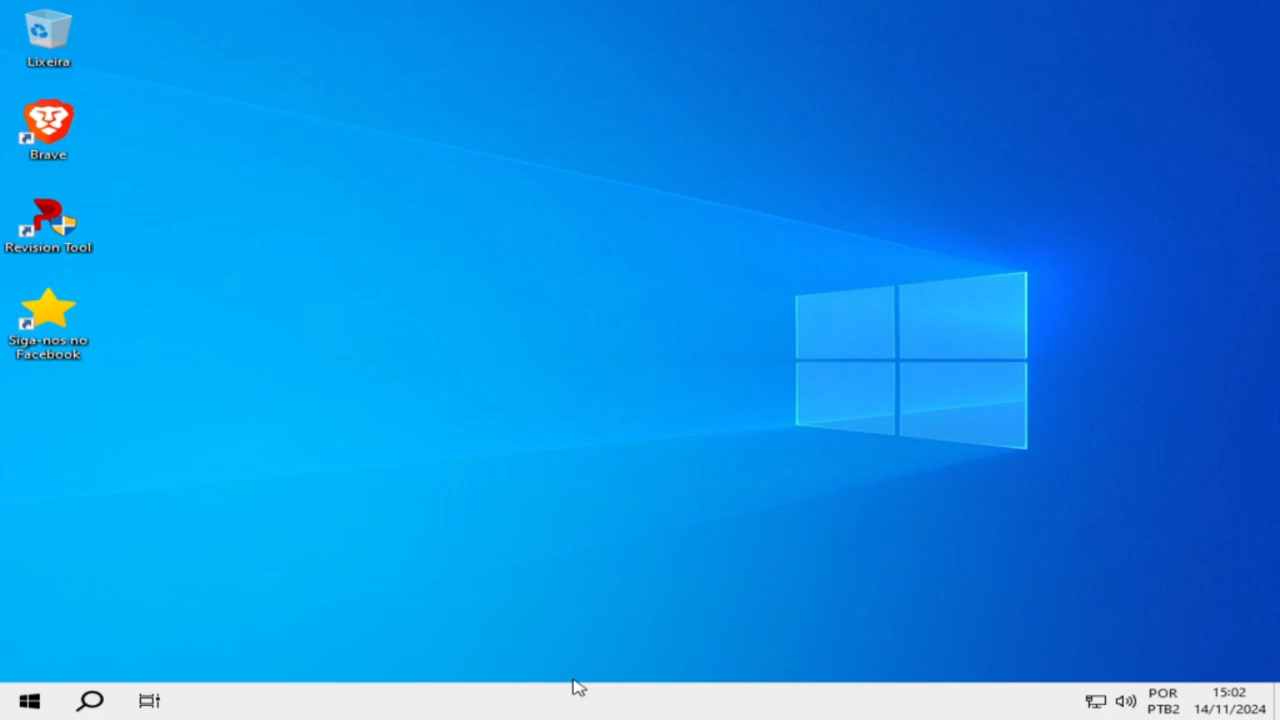 Lixeira
Brave
Revision Tool
Siga-nos no
Facebook
POR
PTB2
15:02
14/11/2024